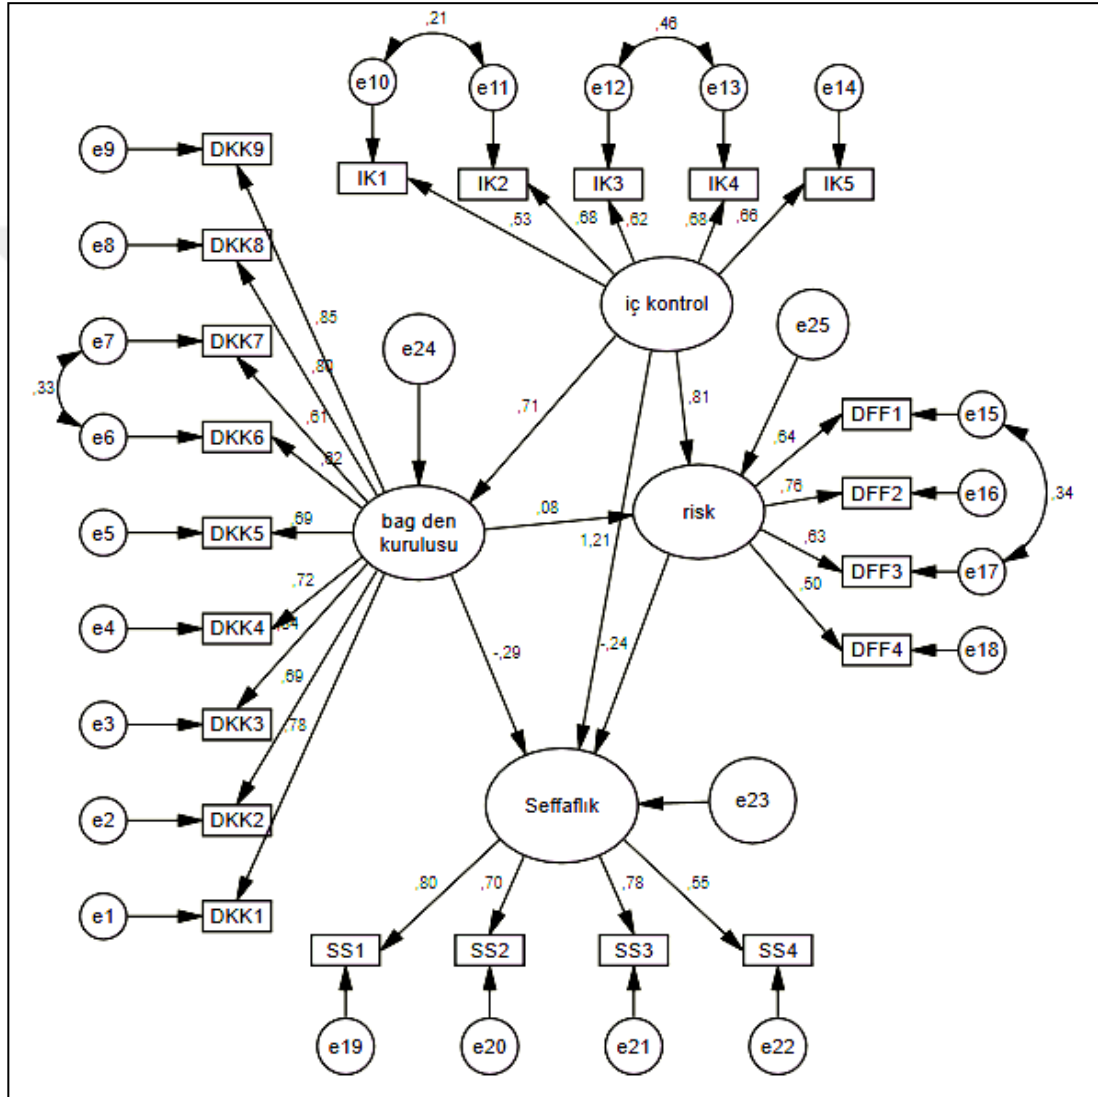 ,21
,46
e10
e11
e12
e13
e14
e9
DKK9
IK1
IK2
IK3
IK4
IK5
,53
,68
,62
,68
,66
e8
DKK8
iç kontrol
e25
,85
e7
DKK7
e24
,80
,33
,71
,81
,61
e6
DKK6
,82
DFF1
e15
,64
DFF2
e16
,76
,34
e5
DKK5
,69
bag den
kurulusu
,08
1,21
risk
,63
DFF3
e17
,50
,72
e4
DKK4
DFF4
e18
-,29
-,24
,69
e3
DKK3
,78
Seffaflık
e23
e2
DKK2
,80
,70
,78
,55
e1
DKK1
SS1
SS2
SS3
SS4
e19
e20
e21
e22